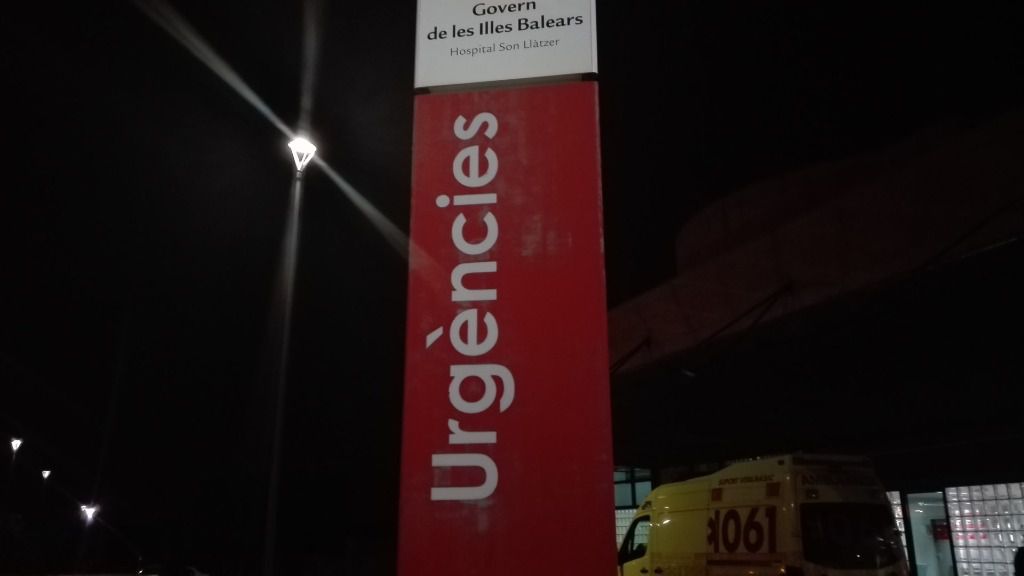 Govern
de les Illes Balears
Hospital Son Llàtzer
Urgències
061